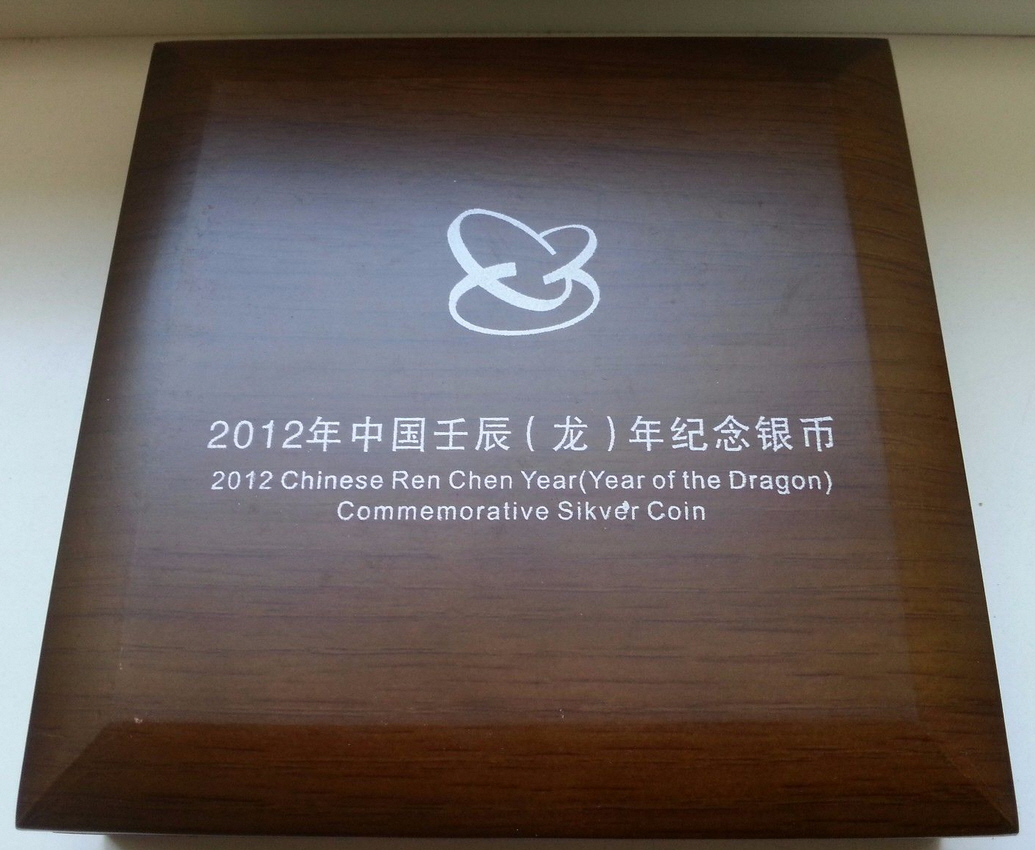 2012年中国壬辰(龙)年纪念银币
2012 Chinese Ren Chen Year(Year of the Dragon)
Commemorative Sikver Coin